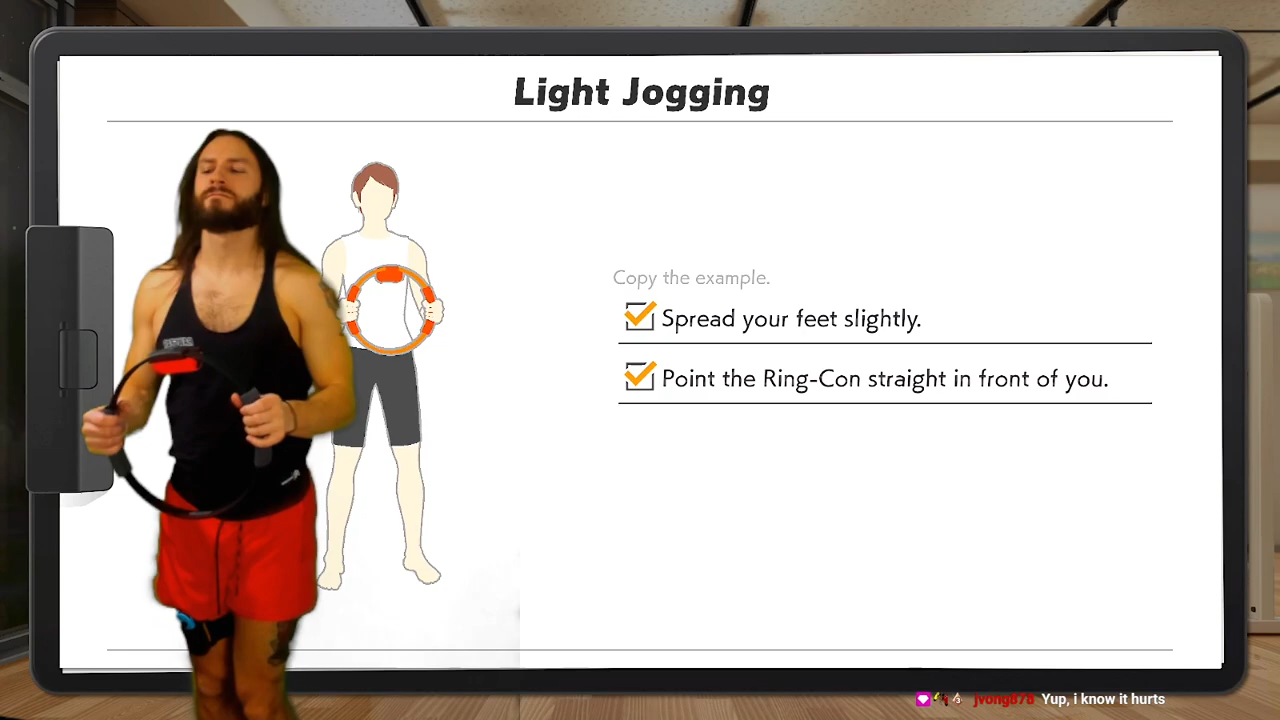 Light Jogging
Copy the example.
Spread your feet slightly.
Point the Ring-Con straight in front of you.
jvong878 Yup, i know it hurts